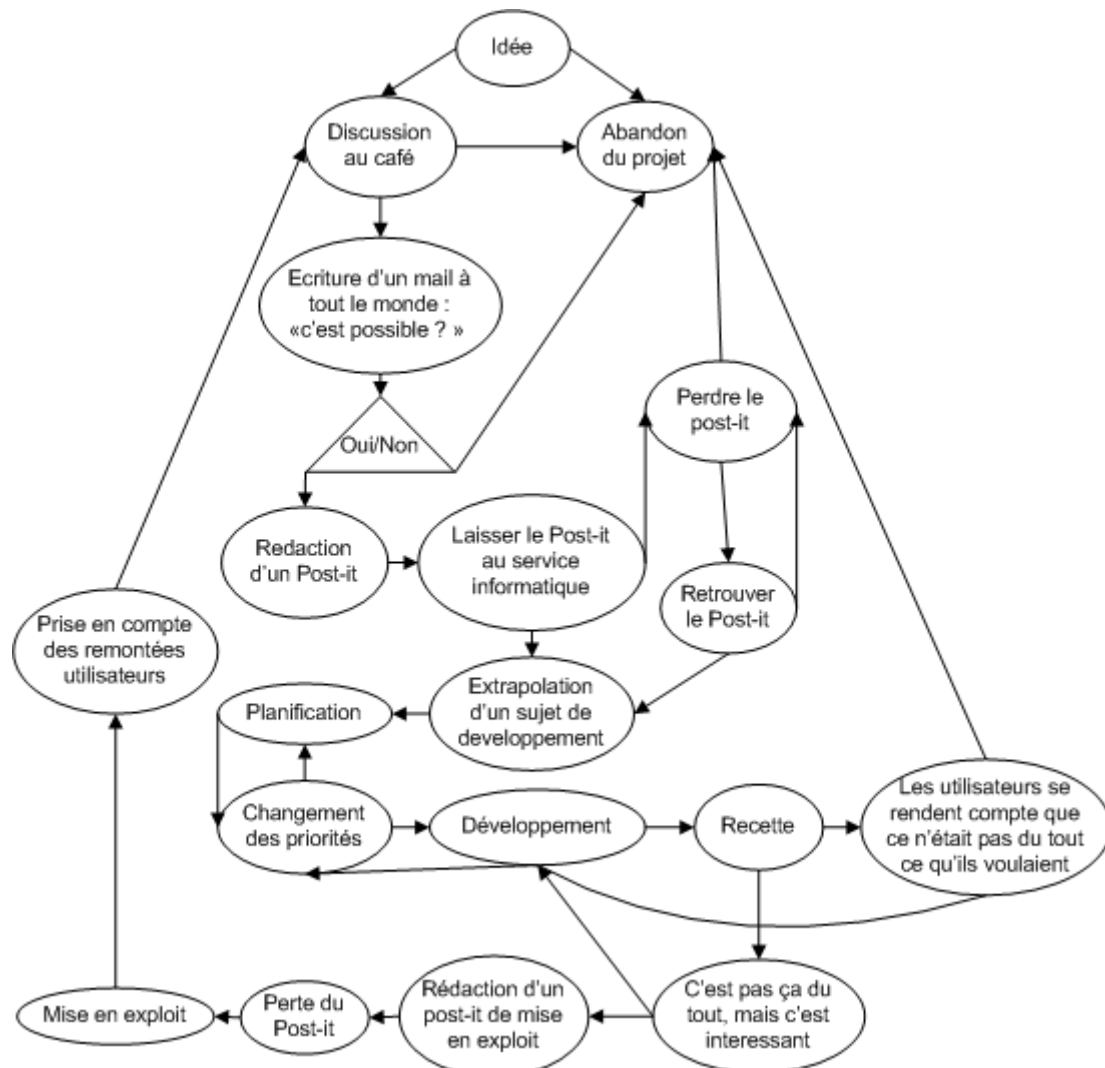 Idée
Discussion
au café
Abandon
du projet
Ecriture d'un mail à
tout le monde :
«c'est possible ? »
Perdre le
post-it
Oui/Non
Redaction
d'un Post-it
Laisser le Post-it
au service
informatique
Retrouver
le Post-it
Prise en compte
des remontées
utilisateurs
Planification
Extrapolation
d'un sujet de
developpement
Changement
des priorités
Développement
Recette
Les utilisateurs se
rendent compte que
ce n'était pas du tout
ce qu'ils voulaient
Mise en exploit
Perte du
Post-it
Rédaction d'un
post-it de mise
en exploit
C'est pas ça du
tout, mais c'est
interessant